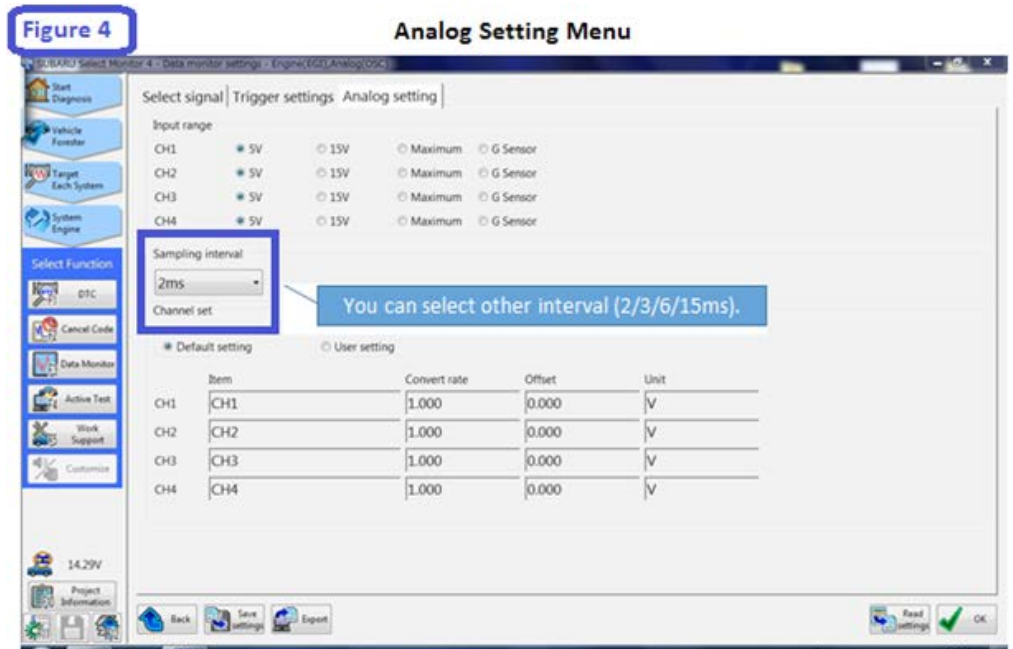 Figure 4
Analog Setting Menu
SUBARU Select Monitor 4 - Data monitor settings - Engine(EGI),Analog(OSC)
Start
Diagnosis
Vehicle
Forester
Target
Each System
System
Engine
Select Function
DTC
Cancel Code
Data Monitor
Active Test
Work
Support
Customize
14.29V
Project
Information
Select signal Trigger settings Analog setting
Input range
CH1 5V 15V Maximum G Sensor
CH2 5V 15V Maximum G Sensor
CH3 5V 15V Maximum G Sensor
CH4 5V 15V Maximum G Sensor
Sampling interval
2ms
You can select other interval (2/3/6/15ms).
Channel set
Default setting User setting
Item Convert rate Offset Unit
CH1 CH1 1.000 0.000 V
CH2 CH2 1.000 0.000 V
CH3 CH3 1.000 0.000 V
CH4 CH4 1.000 0.000 V
Back
Save
settings
Export
Read
settings
OK